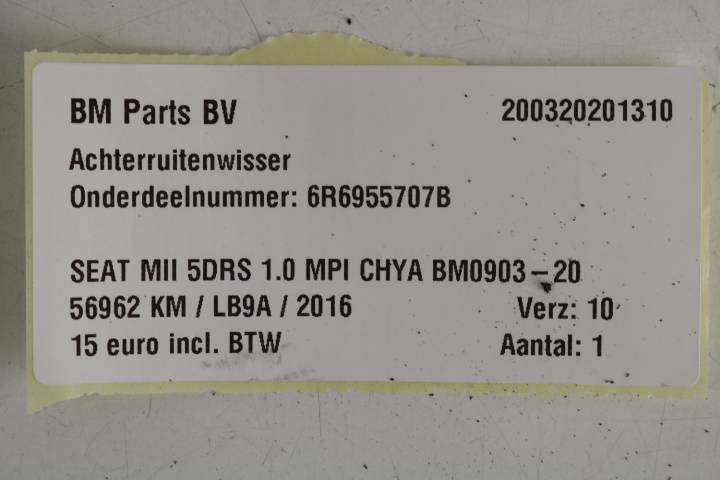 BM Parts BV 200320201310
Achterruitenwisser
Onderdeelnummer: 6R6955707B
SEAT MII 5DRS 1.0 MPI CHYA BM0903-20
56962 KM / LB9A / 2016 Verz: 10
15 euro incl. BTW Aantal: 1